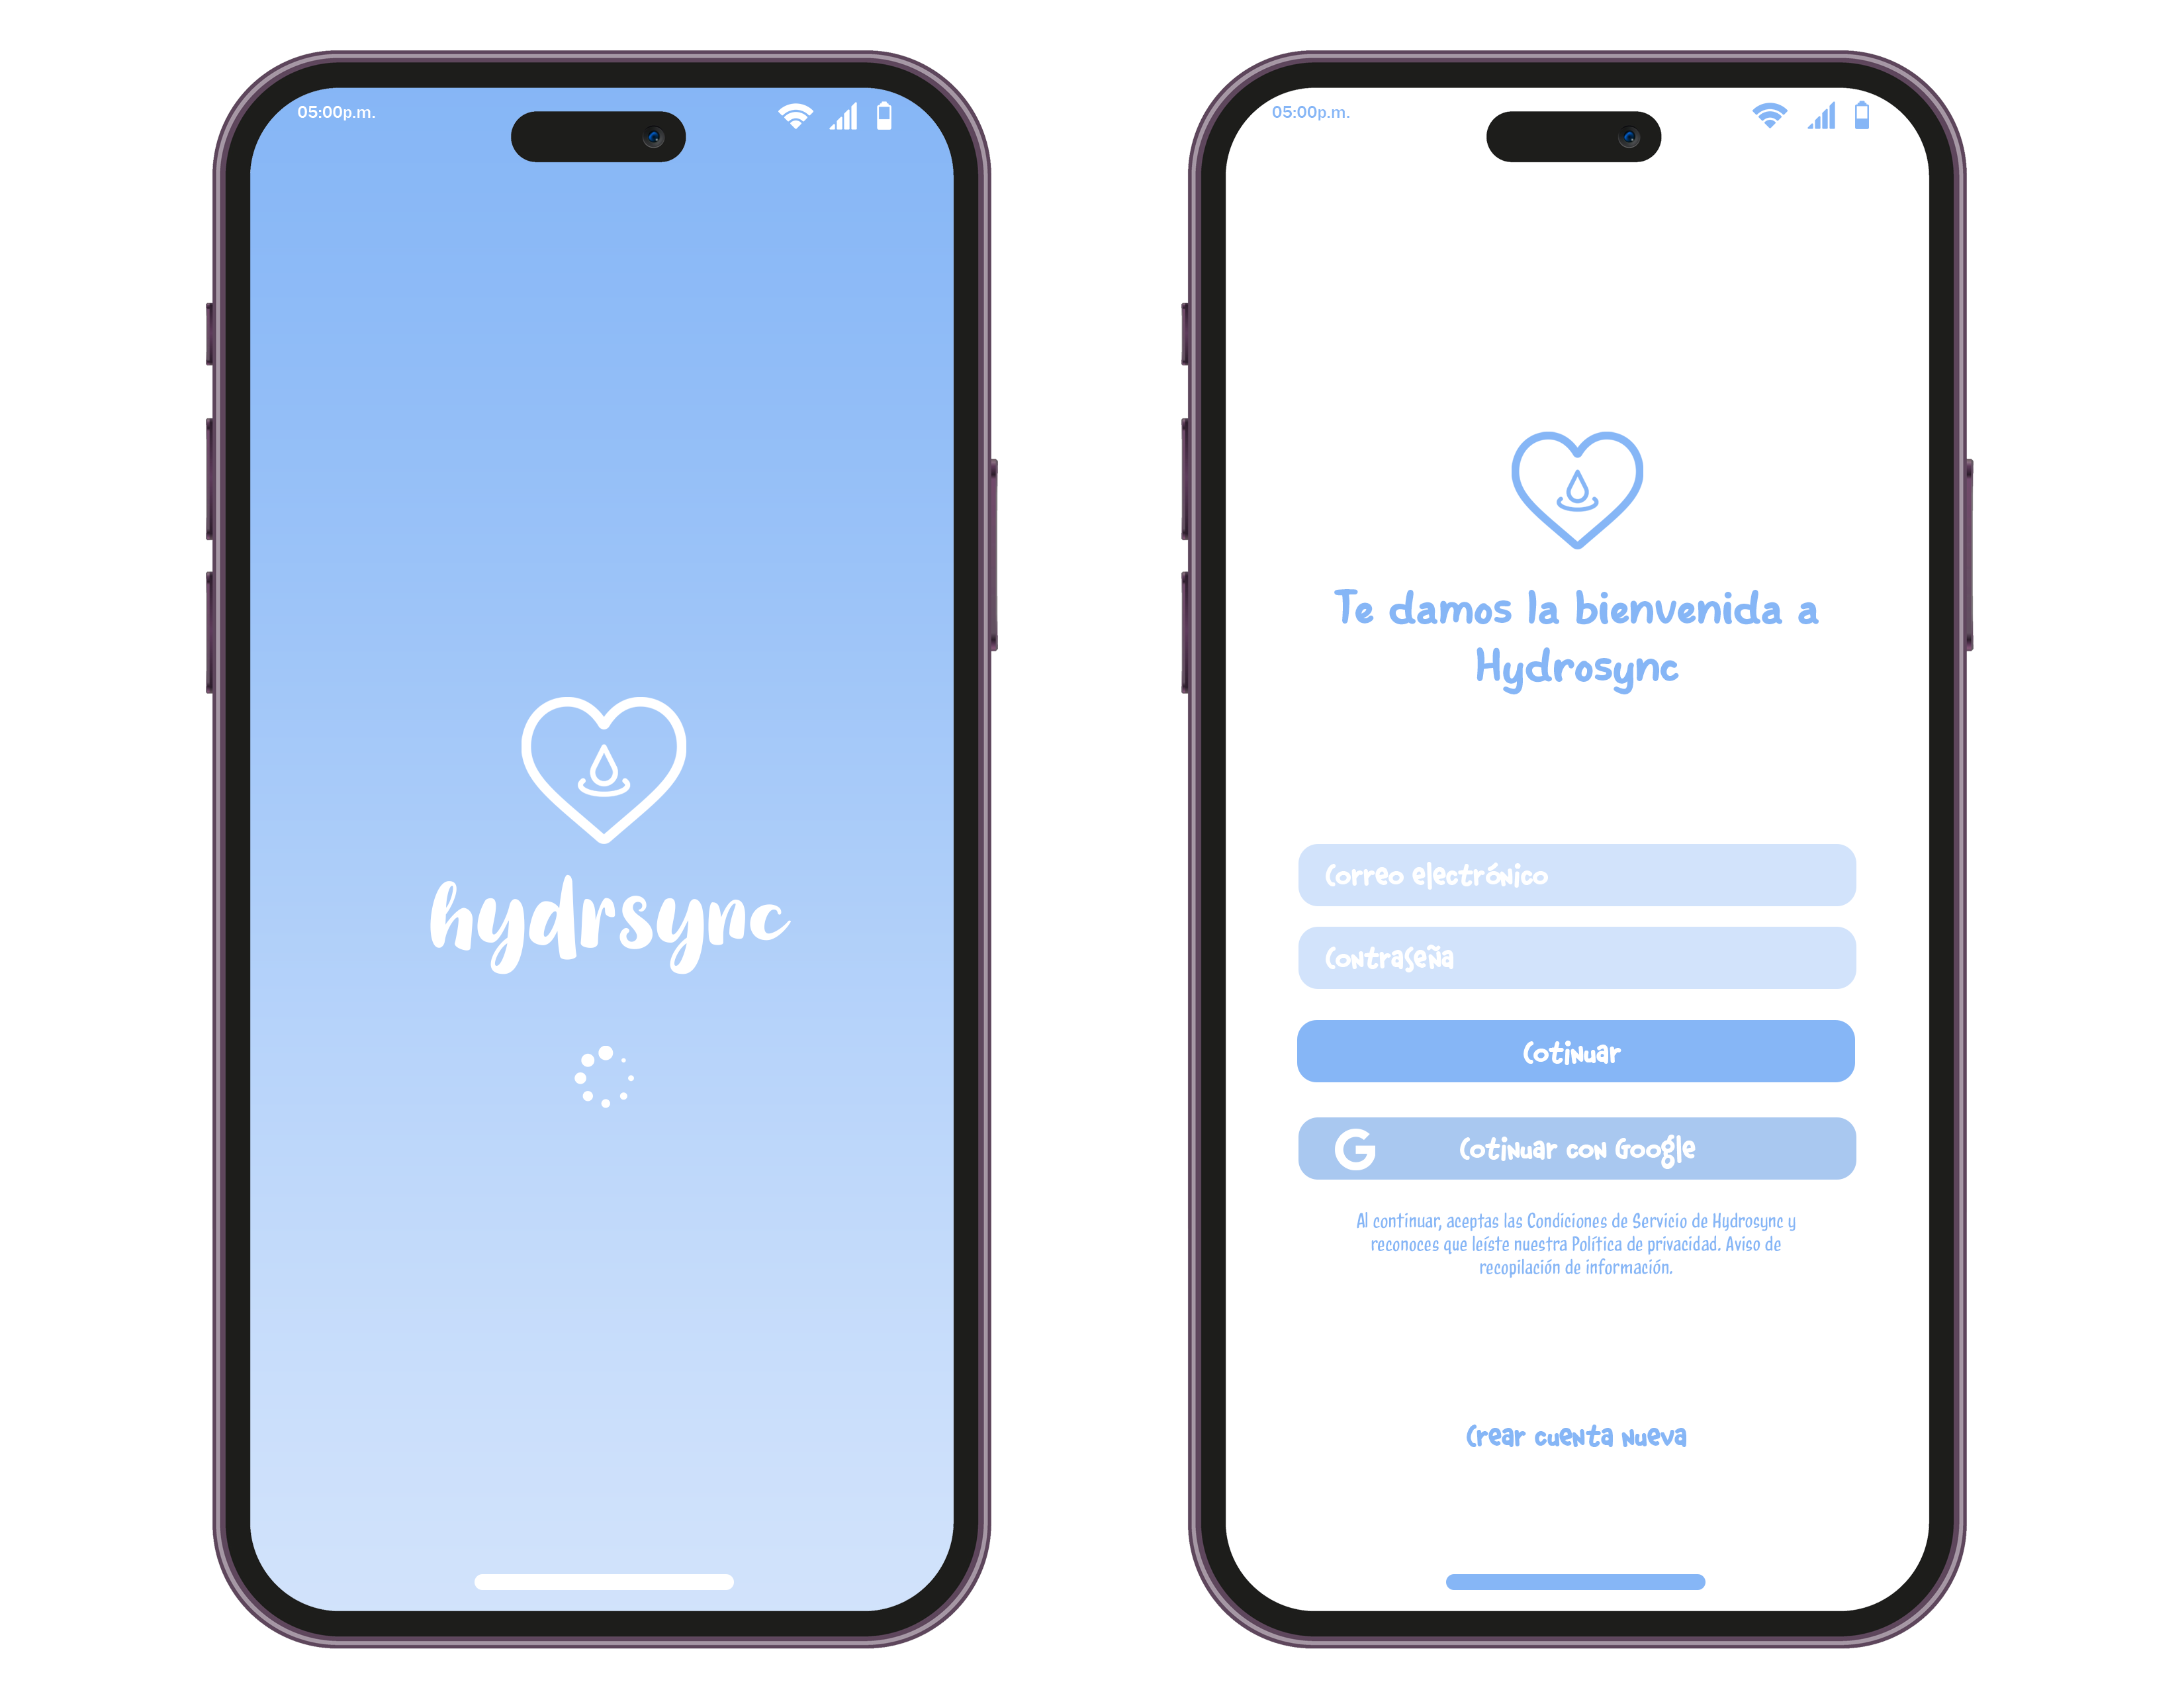 05:00p.m.
hydrsync
05:00p.m.
Te damos la bienvenida a
Hydrosync
Correo electrónico
Contraseña
Cotinuar
G
Cotinuar con Google
Al continuar, aceptas las Condiciones de Servicio de Hydrosync y
reconoces que leíste nuestra Política de privacidad. Aviso de
recopilación de información.
Crear cuenta nueva